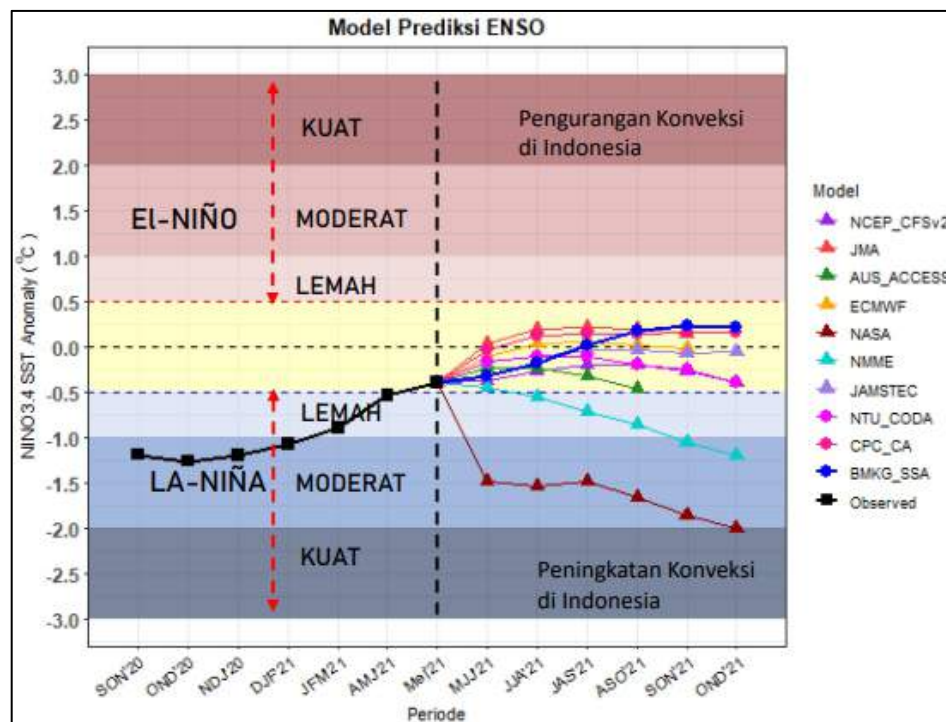 Model Prediksi ENSO
3.0
2.5
2.0
1.5
1.0
0.5
0.0
-0.5
-1.0
-1.5
-2.0
-2.5
-3.0
NINO3.4 SST Anomaly (°C)
KUAT
Pengurangan Konveksi
di Indonesia
El-NIÑO
MODERAT
LEMAH
LEMAH
LA-NIÑA
MODERAT
KUAT
Peningkatan Konveksi
di Indonesia
SON'20
OND'20
NDJ'20
DJF'21
JFM'21
AMJ'21
Mei'21
MJJ'21
JJA'21
JAS'21
ASO'21
SON'21
OND'21
Periode
Model
NCEP_CFSv2
JMA
AUS_ACCESS
ECMWF
NASA
NMME
JAMSTEC
NTU_CODA
CPC_CA
BMKG_SSA
Observed